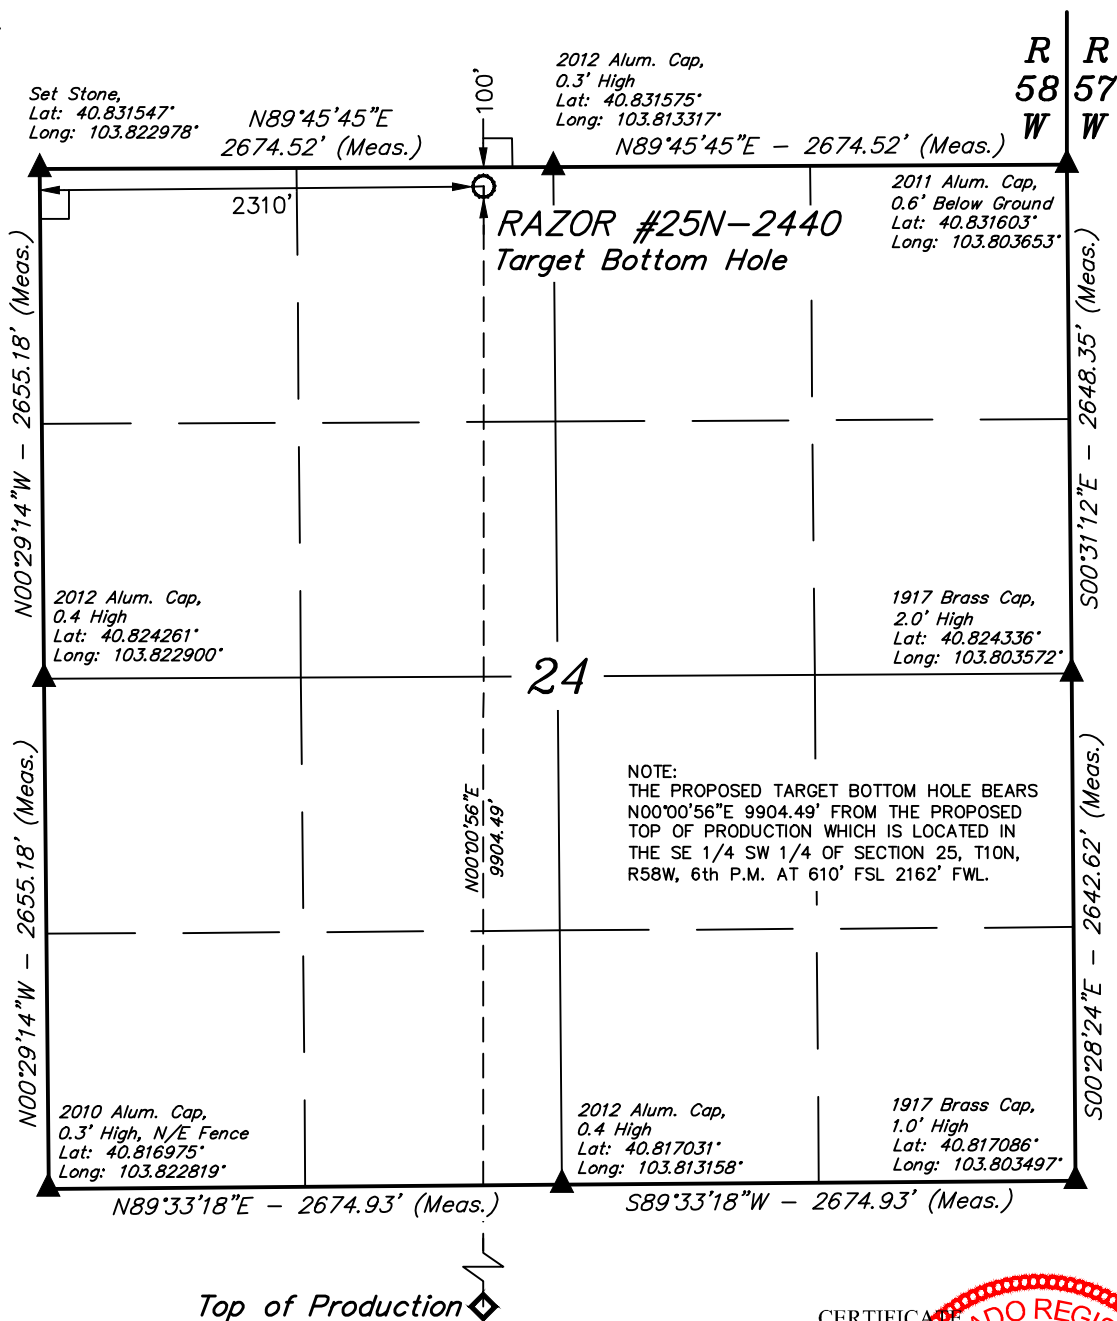 R R
58 57
W W
Set Stone,
Lat: 40.831547°
Long: 103.822978°
N89°45'45"E
2674.52' (Meas.)
100'
2012 Alum. Cap,
0.3' High
Lat: 40.831575°
Long: 103.813317°
N89°45'45"E – 2674.52' (Meas.)
2011 Alum. Cap,
0.6' Below Ground
Lat: 40.831603°
Long: 103.803653°
2310'
RAZOR #25N–2440
Target Bottom Hole
N00°29'14"W – 2655.18' (Meas.)
S00°31'12"E – 2648.35' (Meas.)
2012 Alum. Cap,
0.4 High
Lat: 40.824261°
Long: 103.822900°
1917 Brass Cap,
2.0' High
Lat: 40.824336°
Long: 103.803572°
24
N00°00'56"E
9904.49'
NOTE:
THE PROPOSED TARGET BOTTOM HOLE BEARS
N00°00'56"E 9904.49' FROM THE PROPOSED
TOP OF PRODUCTION WHICH IS LOCATED IN
THE SE 1/4 SW 1/4 OF SECTION 25, T10N,
R58W, 6th P.M. AT 610' FSL 2162' FWL.
N00°29'14"W – 2655.18' (Meas.)
S00°28'24"E – 2642.62' (Meas.)
2010 Alum. Cap,
0.3' High, N/E Fence
Lat: 40.816975°
Long: 103.822819°
2012 Alum. Cap,
0.4 High
Lat: 40.817031°
Long: 103.813158°
1917 Brass Cap,
1.0' High
Lat: 40.817086°
Long: 103.803497°
N89°33'18"E – 2674.93' (Meas.)
S89°33'18"W – 2674.93' (Meas.)
Top of Production
CERTIFICATE
ADO REGIS